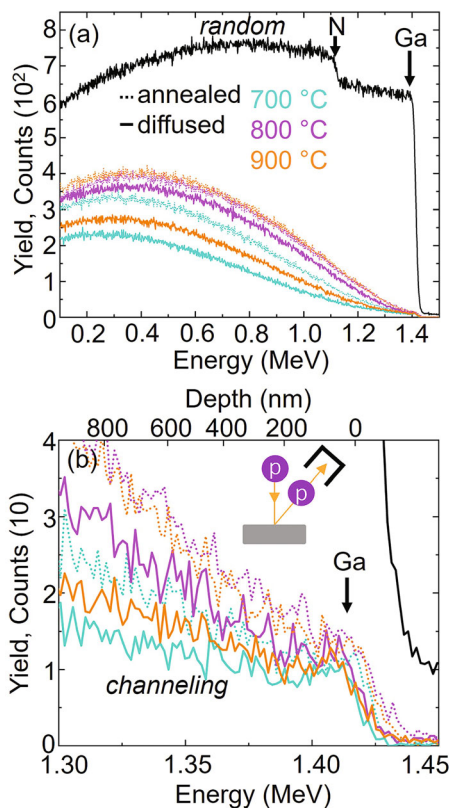 (a)
random
N
Ga
annealed
diffused
700 °C
800 °C
900 °C
8
7
6
5
4
3
2
1
0
Yield, Counts (10²)
0.2 0.4 0.6 0.8 1.0 1.2 1.4
Energy (MeV)
Depth (nm)
800 600 400 200 0
(b)
p
p
Ga
channeling
4
3
2
1
0
Yield, Counts (10)
1.30 1.35 1.40 1.45
Energy (MeV)